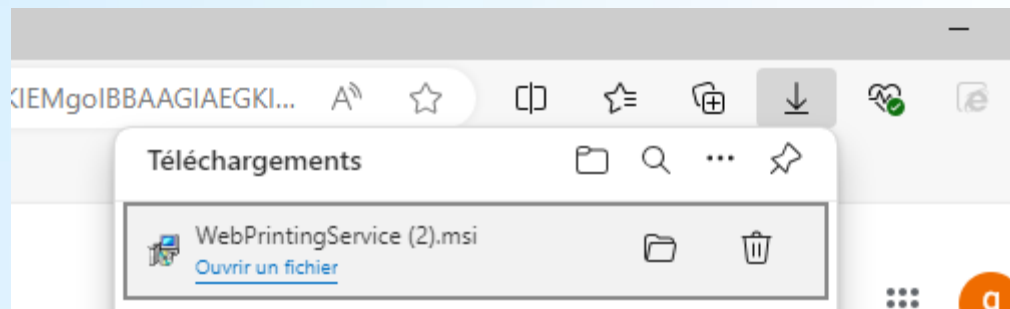 KIEMgoIBBAAGIAEGKI...
Téléchargements
WebPrintingService (2).msi
Ouvrir un fichier
g